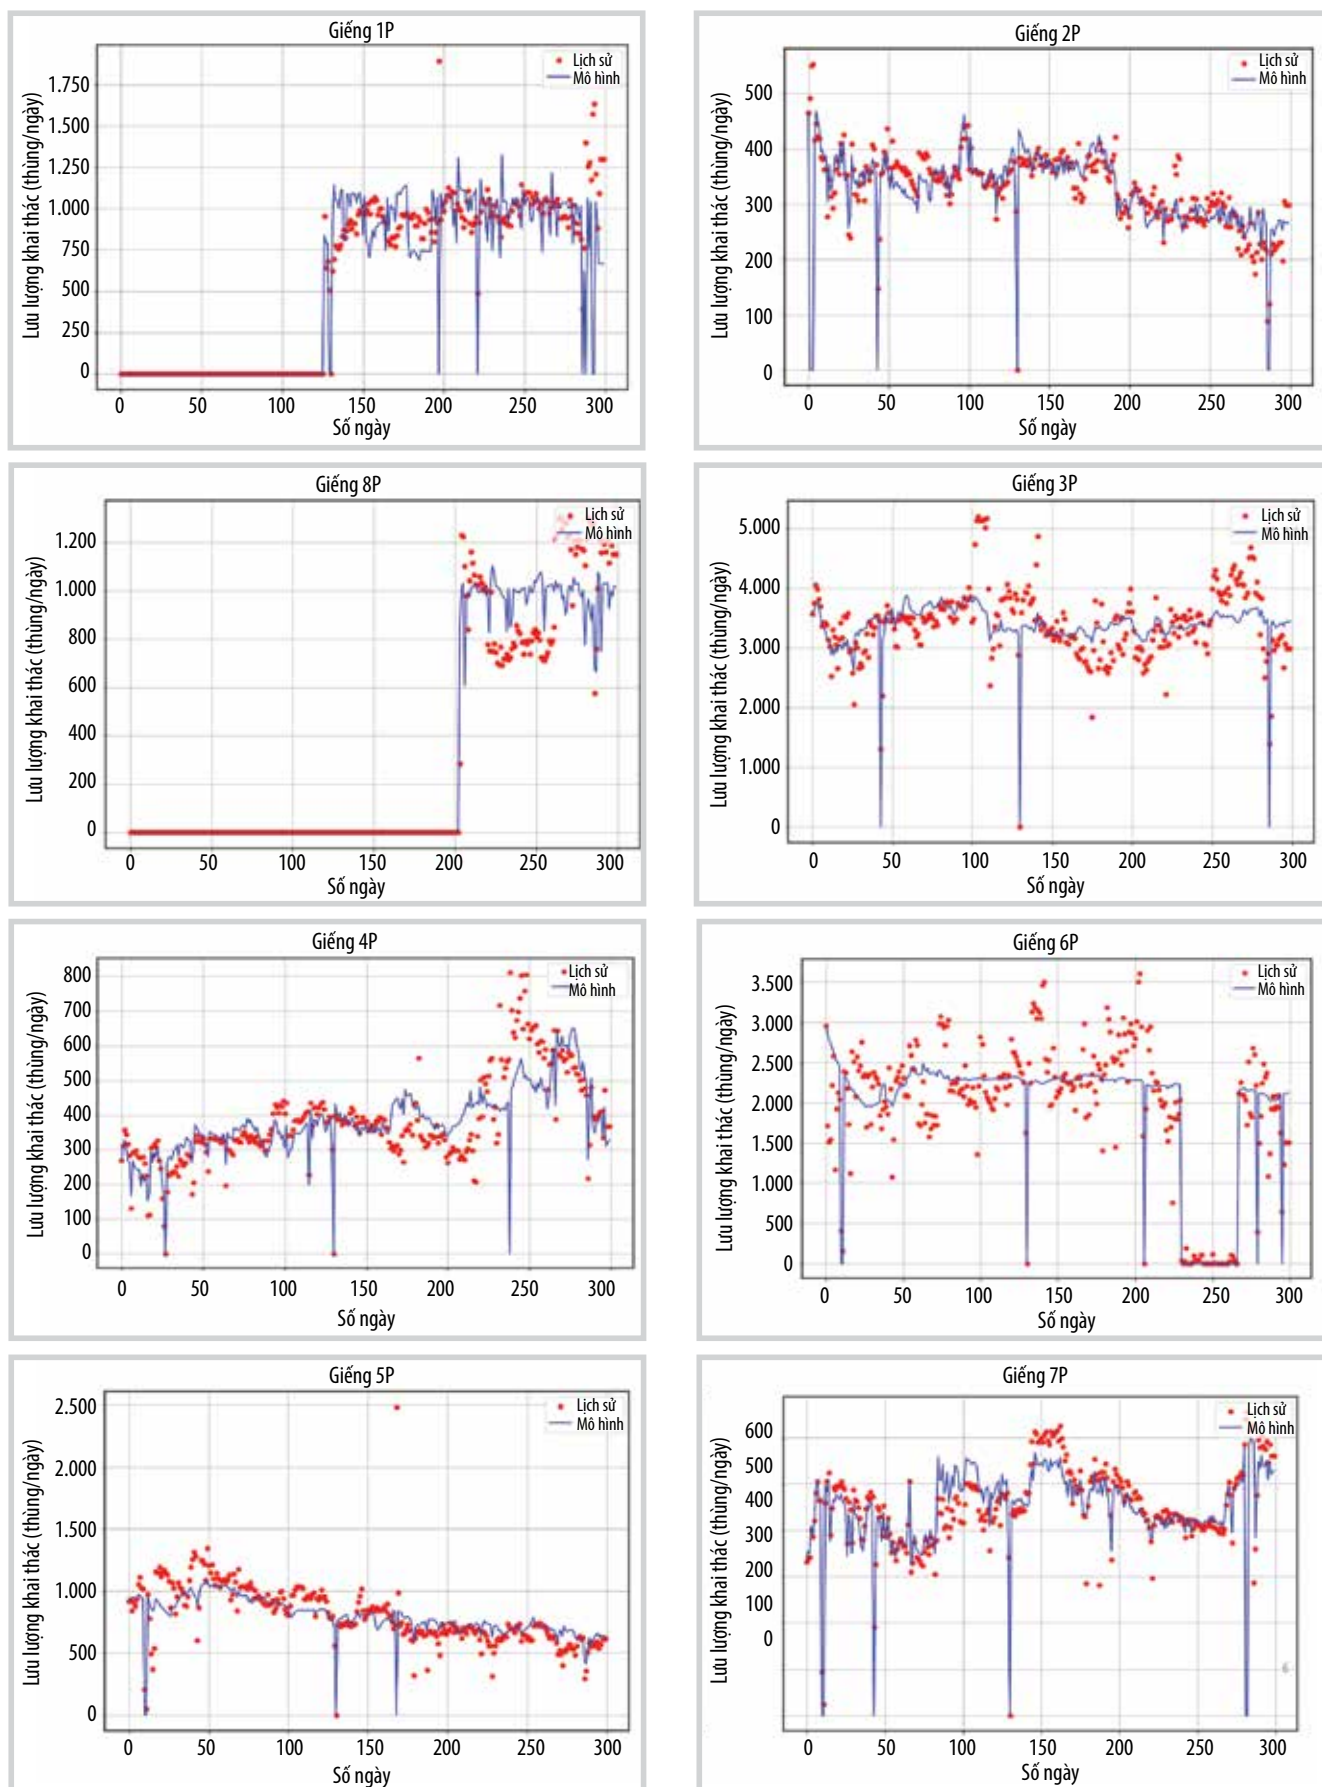 Giếng 1P
Lịch sử
Mô hình
Lưu lượng khai thác (thùng/ngày)
1.750
1.500
1.250
1.000
750
500
250
0
0 50 100 150 200 250 300
Số ngày
Giếng 2P
Lịch sử
Mô hình
Lưu lượng khai thác (thùng/ngày)
500
400
300
200
100
0
0 50 100 150 200 250 300
Số ngày
Giếng 8P
Lịch sử
Mô hình
Lưu lượng khai thác (thùng/ngày)
1.200
1.000
800
600
400
200
0
0 50 100 150 200 250 300
Số ngày
Giếng 3P
Lịch sử
Mô hình
Lưu lượng khai thác (thùng/ngày)
5.000
4.000
3.000
2.000
1.000
0
0 50 100 150 200 250 300
Số ngày
Giếng 4P
Lịch sử
Mô hình
Lưu lượng khai thác (thùng/ngày)
800
700
600
500
400
300
200
100
0
0 50 100 150 200 250 300
Số ngày
Giếng 6P
Lịch sử
Mô hình
Lưu lượng khai thác (thùng/ngày)
3.500
3.000
2.500
2.000
1.500
1.000
500
0
0 50 100 150 200 250 300
Số ngày
Giếng 5P
Lịch sử
Mô hình
Lưu lượng khai thác (thùng/ngày)
2.500
2.000
1.500
1.000
500
0
0 50 100 150 200 250 300
Số ngày
Giếng 7P
Lịch sử
Mô hình
Lưu lượng khai thác (thùng/ngày)
600
500
400
300
200
100
0
6
0 50 100 150 200 250 300
Số ngày